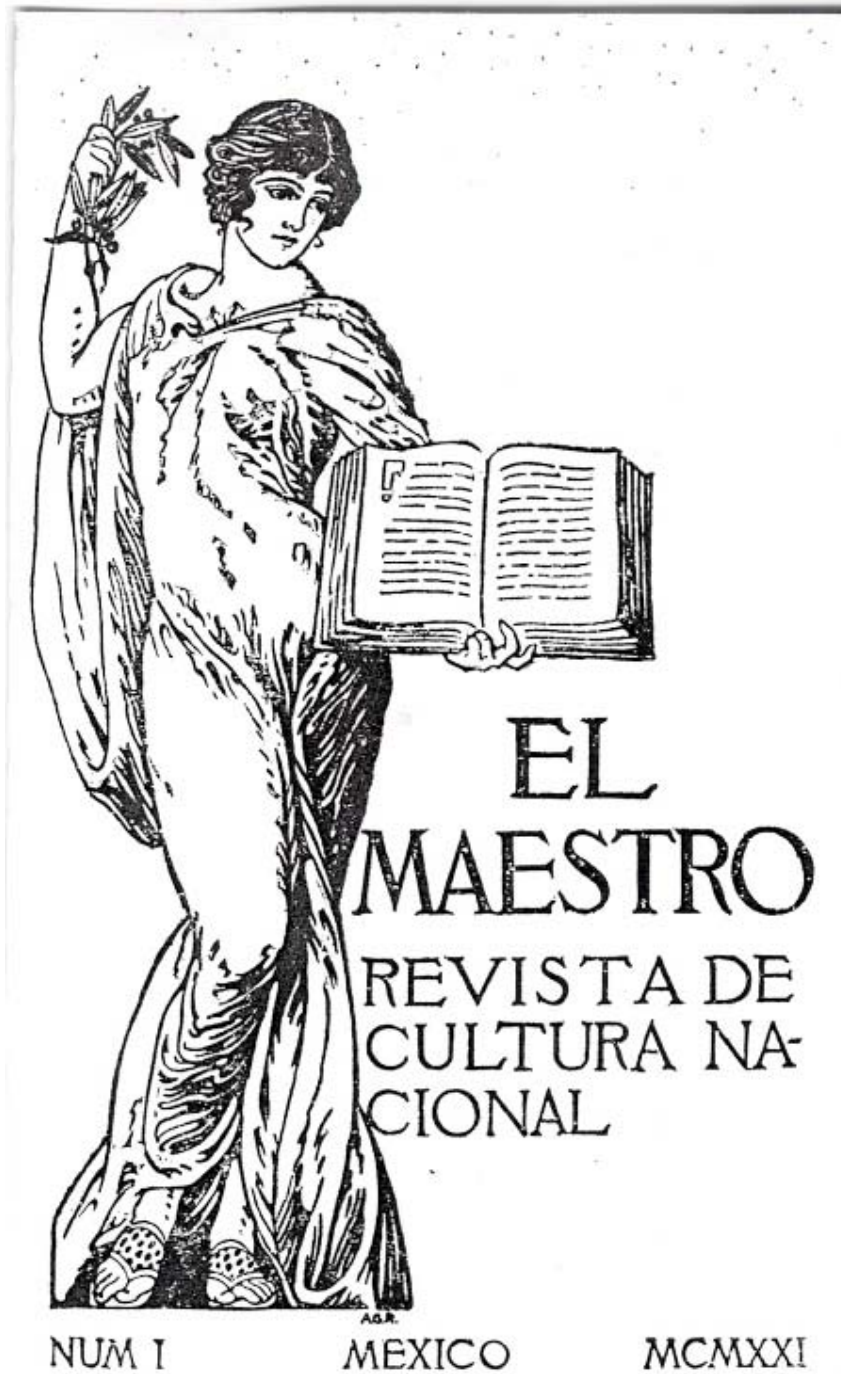 EL
MAESTRO
REVISTA DE
CULTURA NA-
CIONAL
A.G.R.
NUM I MEXICO MCMXXI